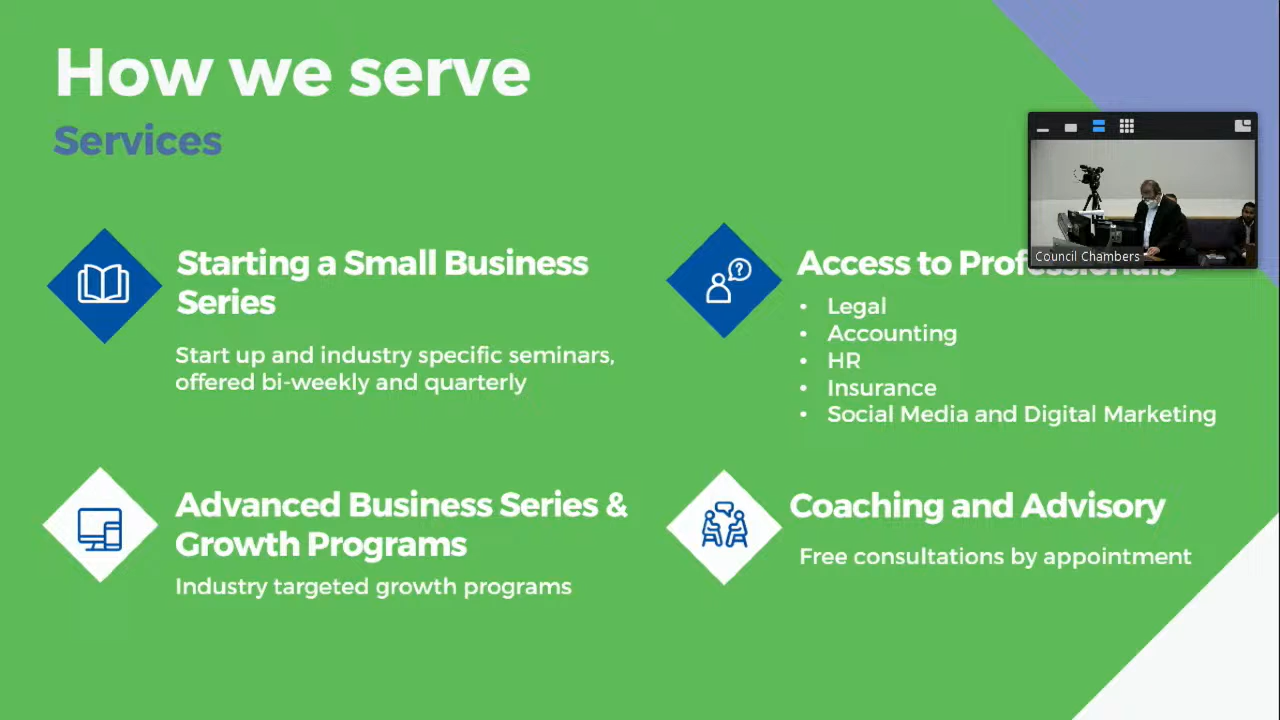 How we serve
Services
Starting a Small Business
Series
Start up and industry specific seminars,
offered bi-weekly and quarterly
Access to Professionals
Council Chambers
• Legal
• Accounting
• HR
• Insurance
• Social Media and Digital Marketing
Advanced Business Series &
Growth Programs
Industry targeted growth programs
Coaching and Advisory
Free consultations by appointment